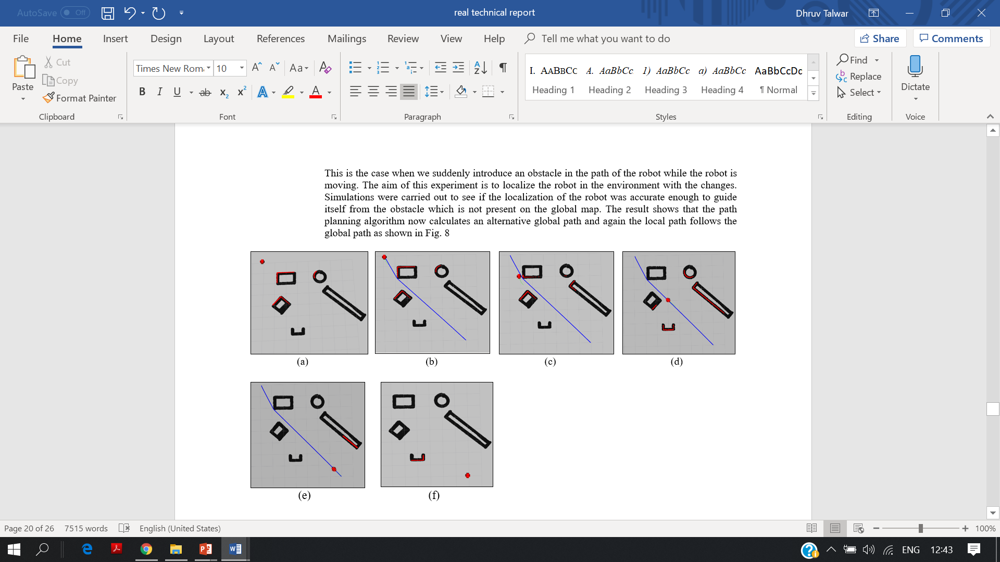 AutoSave Off
real technical report
Dhruv Talwar
File Home Insert Design Layout References Mailings Review View Help Tell me what you want to do
Share Comments
Paste
Cut
Copy
Format Painter
Clipboard
Times New Rom
10
Font
Paragraph
I. AABBCC A. AaBbCc 1) AaBbCc a) AaBbCc AaBbCcDc
Heading 1 Heading 2 Heading 3 Heading 4 ¶ Normal
Styles
Find
Replace
Select
Editing
Dictate
Voice
This is the case when we suddenly introduce an obstacle in the path of the robot while the robot is
moving. The aim of this experiment is to localize the robot in the environment with the changes.
Simulations were carried out to see if the localization of the robot was accurate enough to guide
itself from the obstacle which is not present on the global map. The result shows that the path
planning algorithm now calculates an alternative global path and again the local path follows the
global path as shown in Fig. 8
(a) (b) (c) (d)
(e) (f)
Page 20 of 26 7515 words English (United States)
100%
ENG 12:43